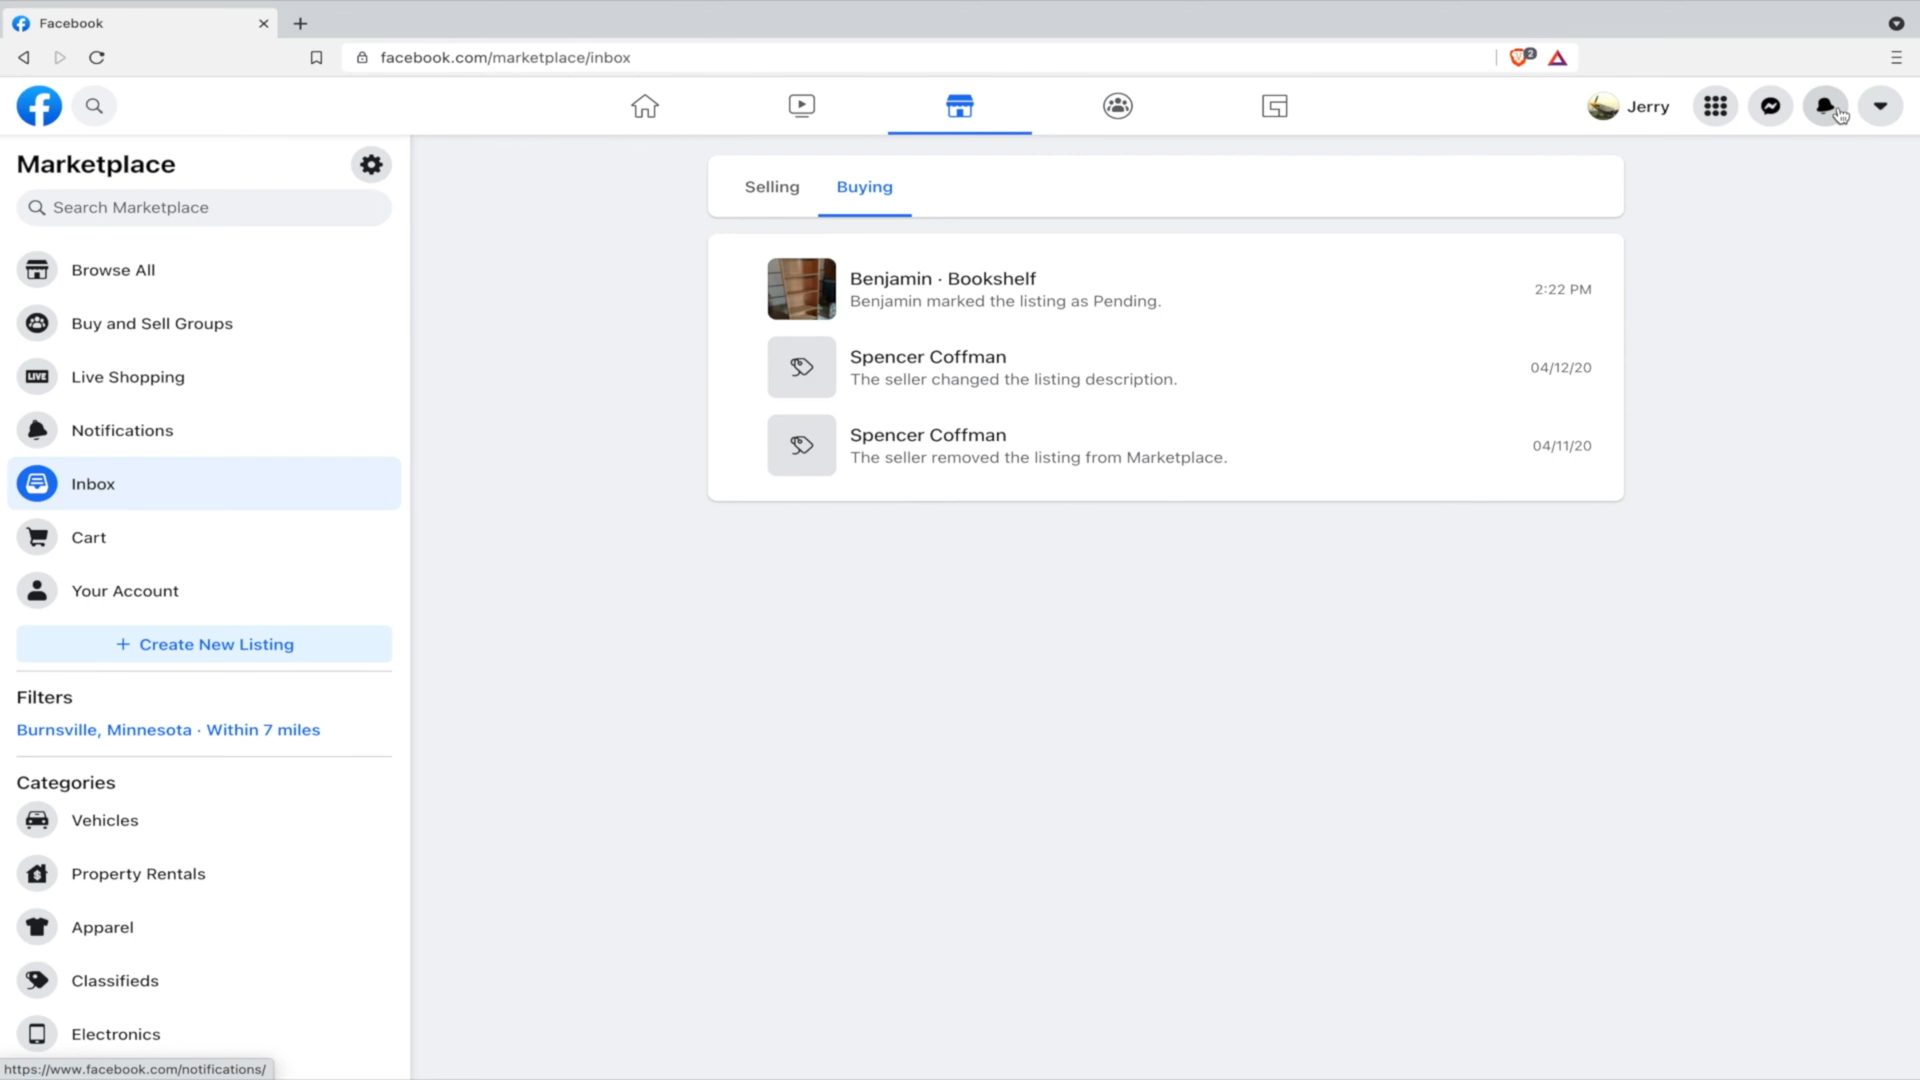 Facebook
facebook.com/marketplace/inbox
2
Jerry
Marketplace
Search Marketplace
Browse All
Buy and Sell Groups
LIVE
Live Shopping
Notifications
Inbox
Cart
Your Account
+ Create New Listing
Filters
Burnsville, Minnesota · Within 7 miles
Categories
Vehicles
Property Rentals
Apparel
Classifieds
Electronics
https://www.facebook.com/notifications/
Selling
Buying
Benjamin · Bookshelf
Benjamin marked the listing as Pending.
2:22 PM
Spencer Coffman
The seller changed the listing description.
04/12/20
Spencer Coffman
The seller removed the listing from Marketplace.
04/11/20